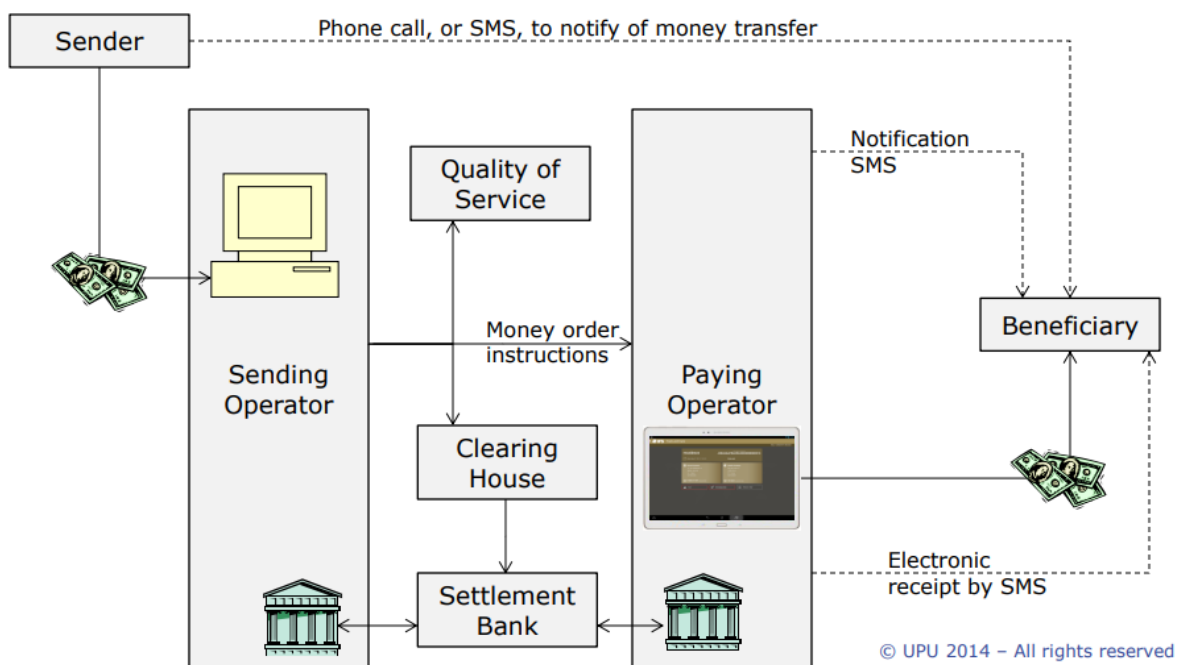 Sender
Phone call, or SMS, to notify of money transfer
Quality of
Service
Notification
SMS
Money order
instructions
Beneficiary
Sending
Operator
Paying
Operator
Clearing
House
Settlement
Bank
Electronic
receipt by SMS
© UPU 2014 – All rights reserved